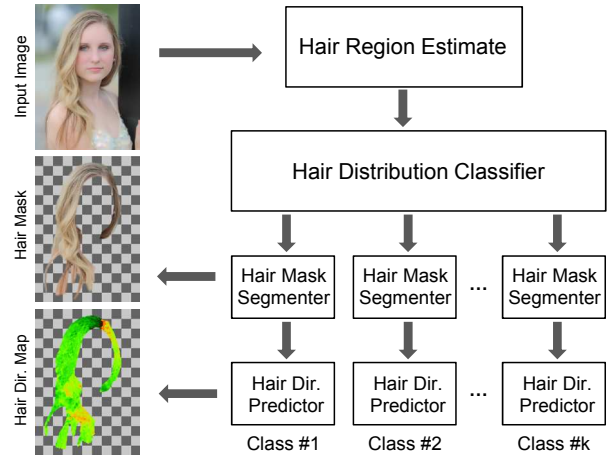 Input Image
Hair Region Estimate
Hair Distribution Classifier
Hair Mask
Hair Mask
Segmenter
Hair Mask
Segmenter
...
Hair Mask
Segmenter
Hair Dir. Map
Hair Dir.
Predictor
Hair Dir.
Predictor
...
Hair Dir.
Predictor
Class #1
Class #2
Class #k